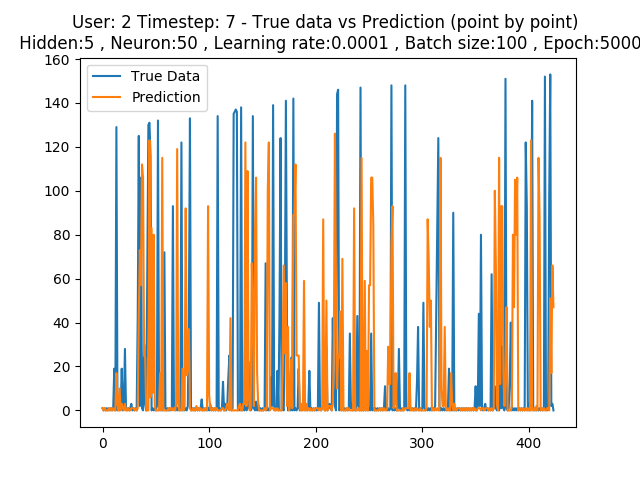 User: 2 Timestep: 7 - True data vs Prediction (point by point)
Hidden:5 , Neuron:50 , Learning rate:0.0001 , Batch size:100 , Epoch:5000
160
140
120
100
80
60
40
20
0
True Data
Prediction
0 100 200 300 400